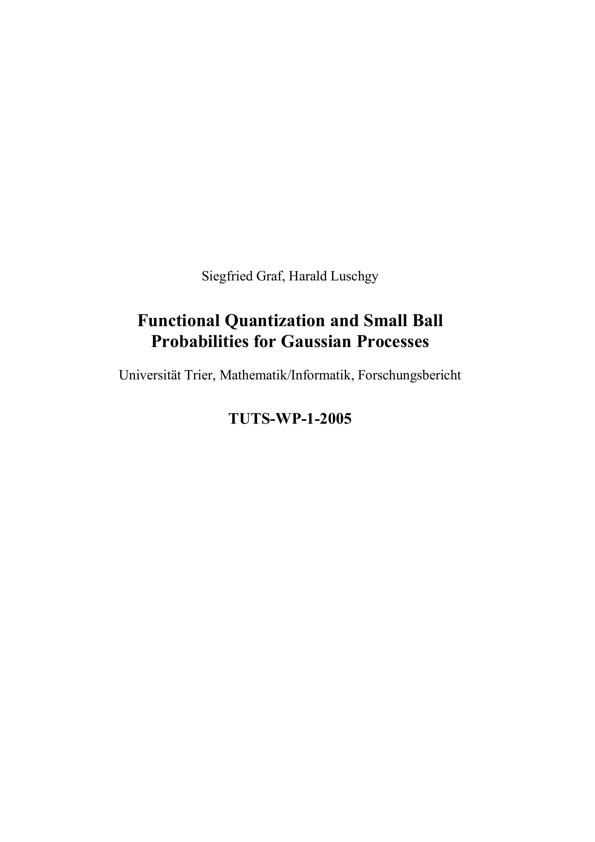 Siegfried Graf, Harald Luschgy
Functional Quantization and Small Ball
Probabilities for Gaussian Processes
Universität Trier, Mathematik/Informatik, Forschungsbericht
TUTS-WP-1-2005